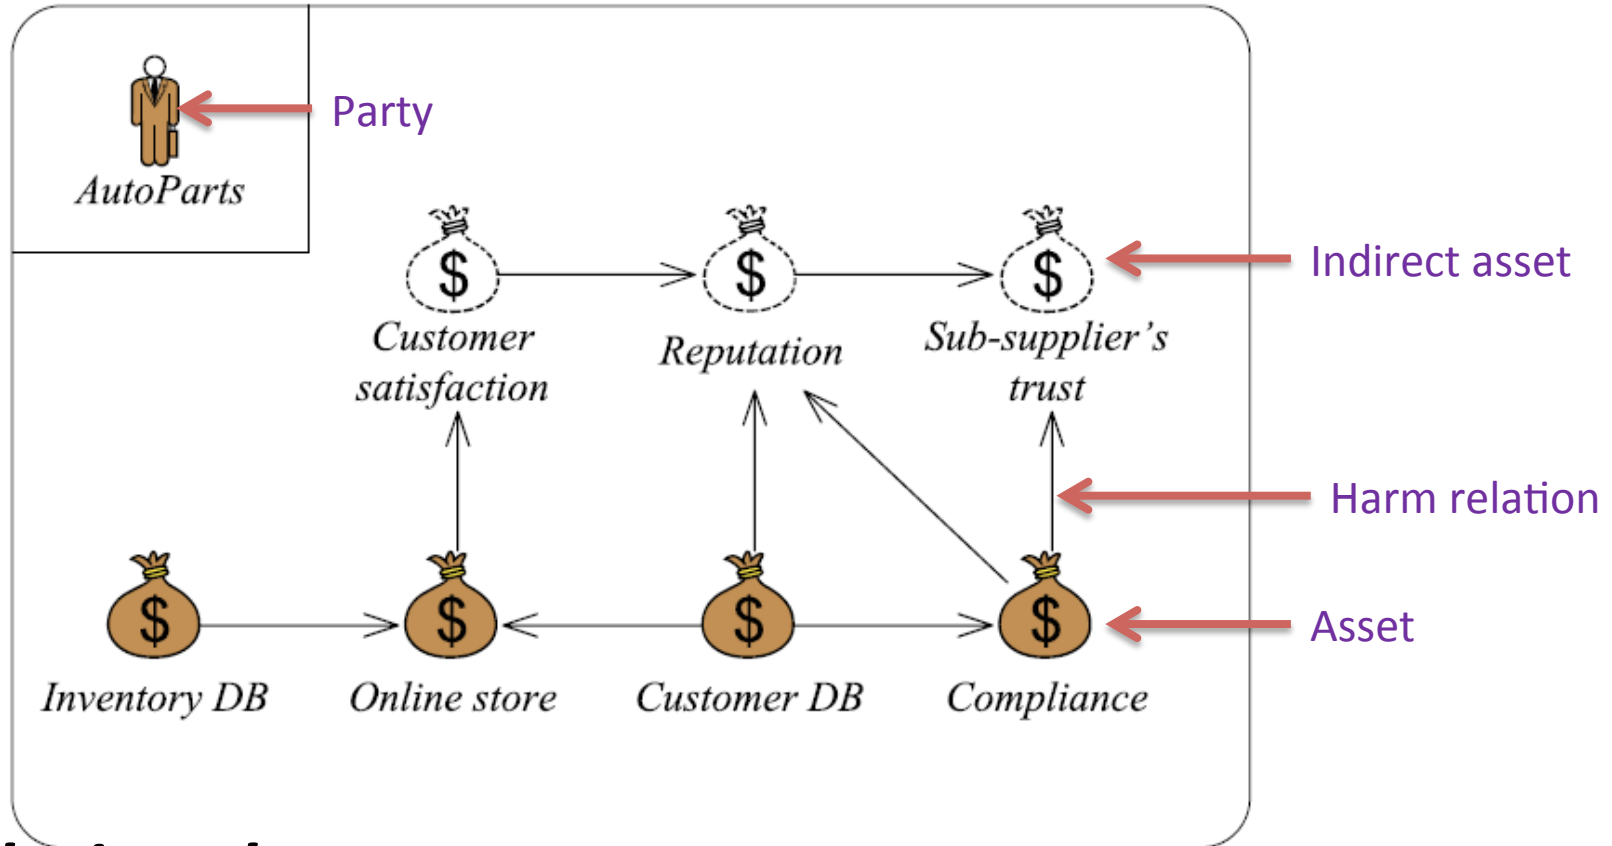 Party
AutoParts
$ $ $
Indirect asset
Customer
satisfaction
Reputation
Sub-supplier's
trust
Harm relation
$ $ $ $
Asset
Inventory DB
Online store
Customer DB
Compliance